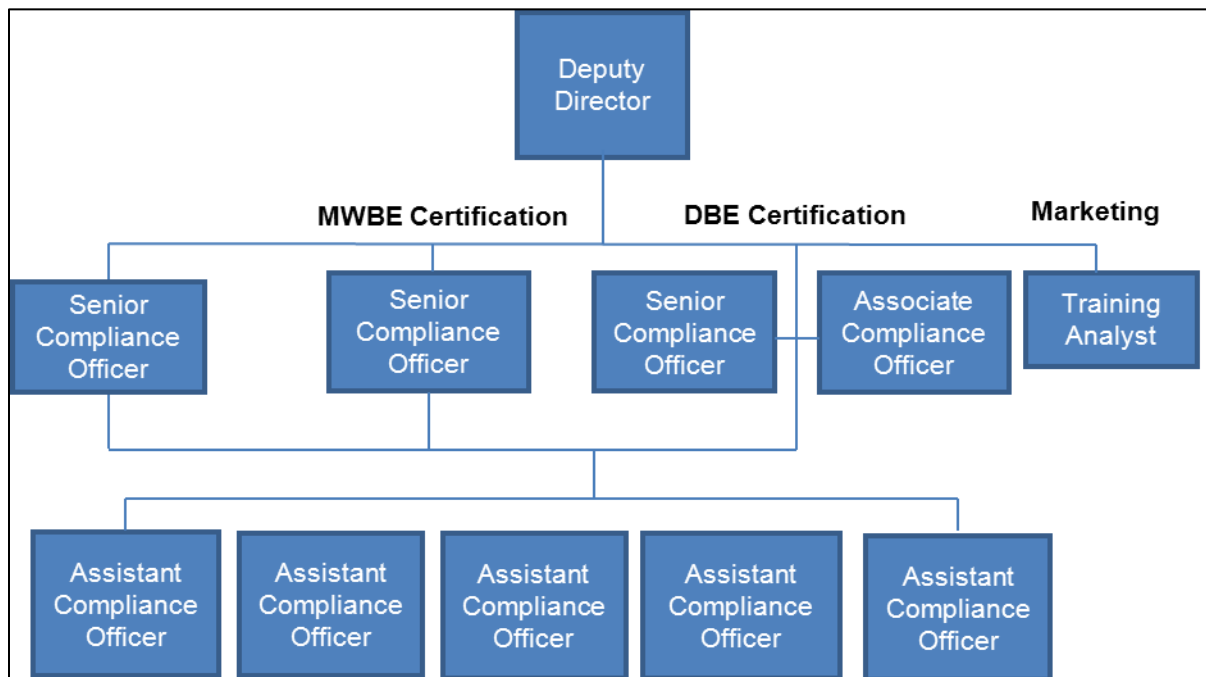 Deputy
Director
MWBE Certification
DBE Certification
Marketing
Senior
Compliance
Officer
Senior
Compliance
Officer
Senior
Compliance
Officer
Associate
Compliance
Officer
Training
Analyst
Assistant
Compliance
Officer
Assistant
Compliance
Officer
Assistant
Compliance
Officer
Assistant
Compliance
Officer
Assistant
Compliance
Officer